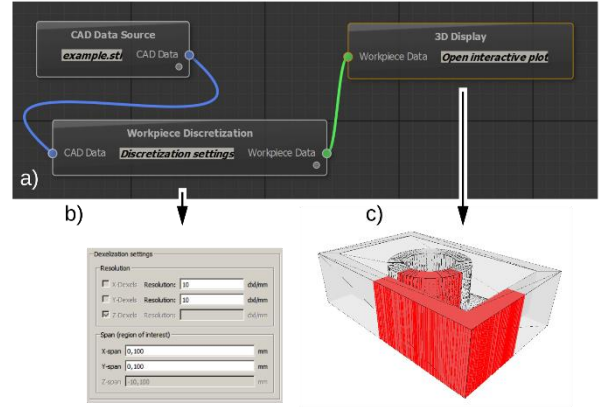 CAD Data Source
example.stl CAD Data
3D Display
Workpiece Data Open interactive plot
Workpiece Discretization
CAD Data Discretization settings Workpiece Data
a)
b)
c)
Dexelization settings
Resolution
X-Dexels Resolution: 10 dxl/mm
Y-Dexels Resolution: 10 dxl/mm
Z-Dexels Resolution: dxl/mm
Span (region of interest)
X-span 0,100 mm
Y-span 0,100 mm
Z-span -10,100 mm